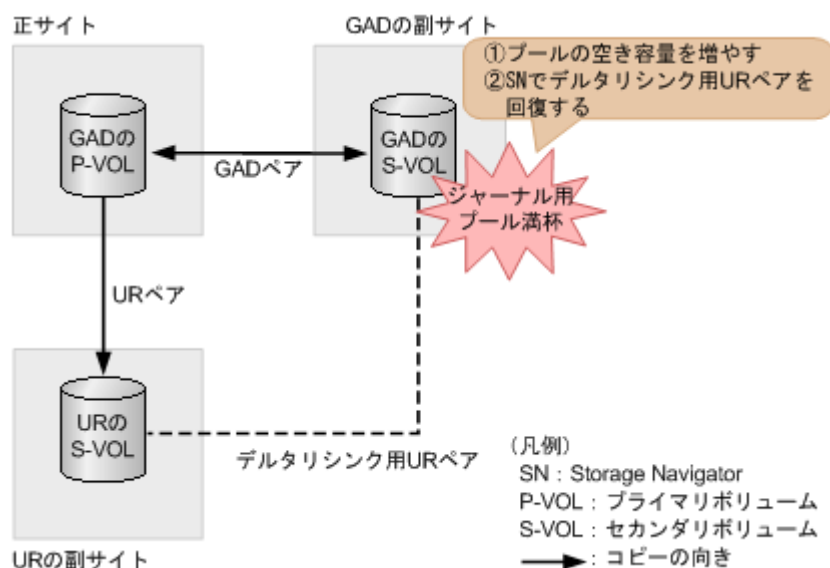 正サイト
GADの副サイト
①プールの空き容量を増やす
②SNでデルタリシンク用URペアを
回復する
GADの
P-VOL
GADペア
GADの
S-VOL
ジャーナル用
プール満杯
URペア
URの
S-VOL
デルタリシンク用URペア
URの副サイト
(凡例)
SN:Storage Navigator
P-VOL:プライマリボリューム
S-VOL:セカンダリボリューム
:コピーの向き